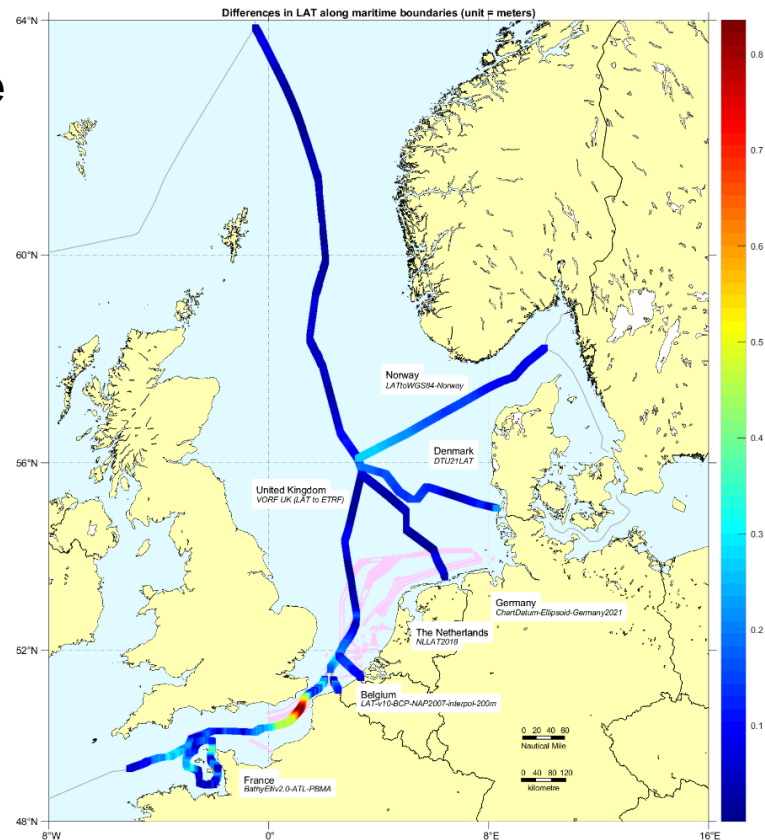 e
Differences in LAT along maritime boundaries (unit = meters)
64°N
60°N
56°N
52°N
48°N
8°W
0°
8°E
16°E
Norway
LATtoWGS84-Norway
Denmark
DTU21LAT
United Kingdom
VORF UK (LAT to ETRF)
Germany
ChartDatum-Ellipsoid-Germany2021
The Netherlands
NLLAT2018
Belgium
LAT-v10-BCP-NAP2007-interpol-200m
France
BathyElliv2.0-ATL-PBMA
0 20 40 60
Nautical Mile
0 40 80 120
kilometre
0.8
0.7
0.6
0.5
0.4
0.3
0.2
0.1